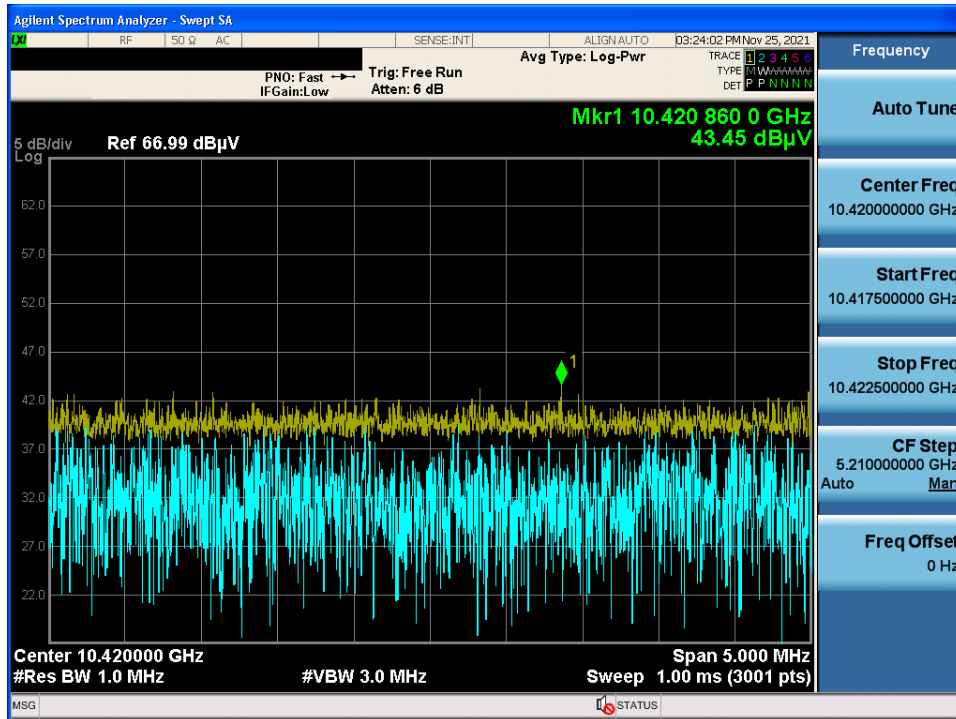 Agilent Spectrum Analyzer - Swept SA
LXI RF 50 Ω AC SENSE:INT ALIGN AUTO 03:24:02 PM Nov 25, 2021
Frequency
PNO: Fast Trig: Free Run Avg Type: Log-Pwr TRACE 1 2 3 4 5 6
IFGain:Low Atten: 6 dB TYPE M W W W W W
DET P P N N N N
Auto Tune
Mkr1 10.420 860 0 GHz
43.45 dBµV
5 dB/div Ref 66.99 dBµV
Log
Center Freq
10.420000000 GHz
62.0
57.0
Start Freq
10.417500000 GHz
52.0
47.0
1
Stop Freq
10.422500000 GHz
42.0
37.0
CF Step
5.210000000 GHz
Auto Man
32.0
27.0
Freq Offset
0 Hz
22.0
Center 10.420000 GHz Span 5.000 MHz
#Res BW 1.0 MHz #VBW 3.0 MHz Sweep 1.00 ms (3001 pts)
MSG STATUS